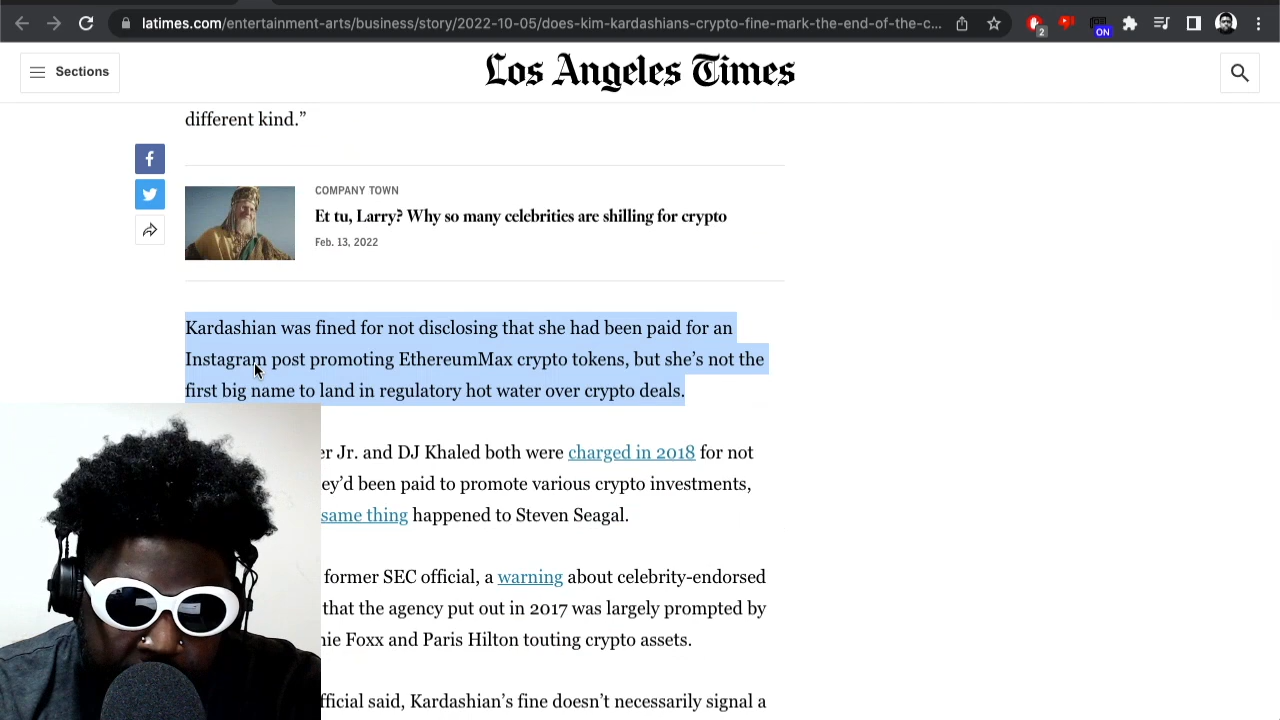 latimes.com/entertainment-arts/business/story/2022-10-05/does-kim-kardashians-crypto-fine-mark-the-end-of-the-c...
2
ON
Sections
Los Angeles Times
different kind.”
COMPANY TOWN
Et tu, Larry? Why so many celebrities are shilling for crypto
Feb. 13, 2022
Kardashian was fined for not disclosing that she had been paid for an
Instagram post promoting EthereumMax crypto tokens, but she’s not the
first big name to land in regulatory hot water over crypto deals.
er Jr. and DJ Khaled both were charged in 2018 for not
ey’d been paid to promote various crypto investments,
same thing happened to Steven Seagal.
former SEC official, a warning about celebrity-endorsed
that the agency put out in 2017 was largely prompted by
nie Foxx and Paris Hilton touting crypto assets.
fficial said, Kardashian’s fine doesn’t necessarily signal a